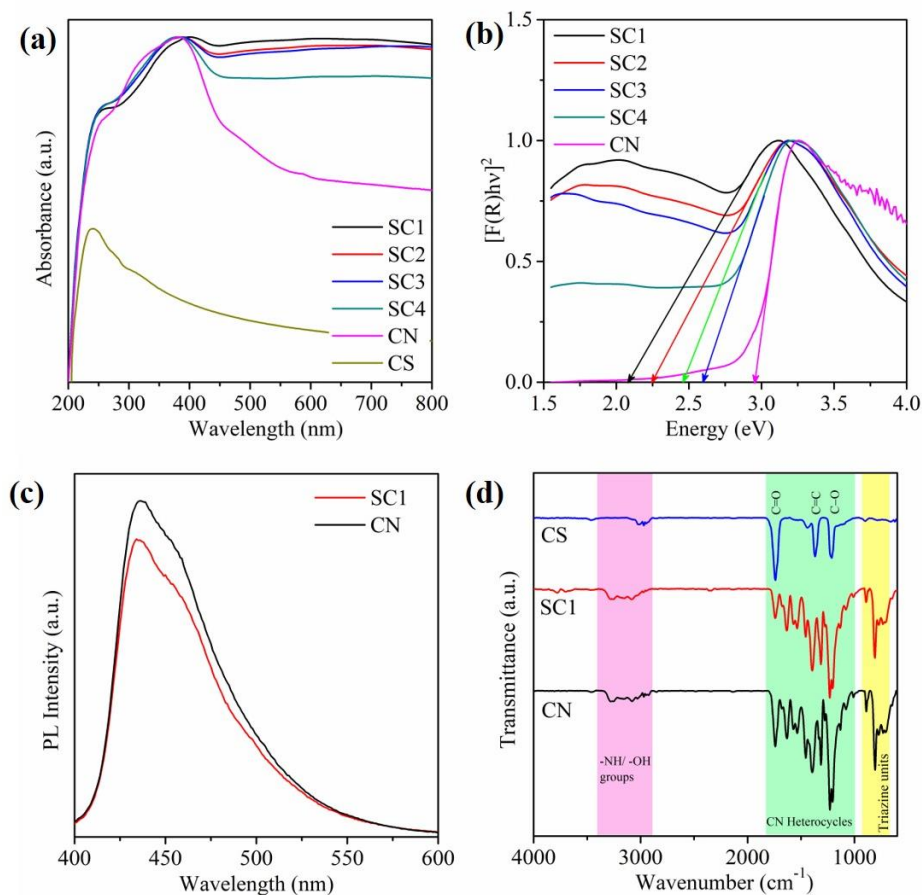 (a)
Absorbance (a.u.)
SC1
SC2
SC3
SC4
CN
CS
200 300 400 500 600 700 800
Wavelength (nm)
(b)
SC1
SC2
SC3
SC4
CN
[F(R)hν]²
1.5
1.0
0.5
0.0
1.5 2.0 2.5 3.0 3.5 4.0
Energy (eV)
(c)
SC1
CN
PL Intensity (a.u.)
400 450 500 550 600
Wavelength (nm)
(d)
C=O
C=C
C−O
CS
SC1
CN
Transmittance (a.u.)
-NH/ -OH
groups
CN Heterocycles
Triazine units
4000 3000 2000 1000
Wavenumber (cm⁻¹)